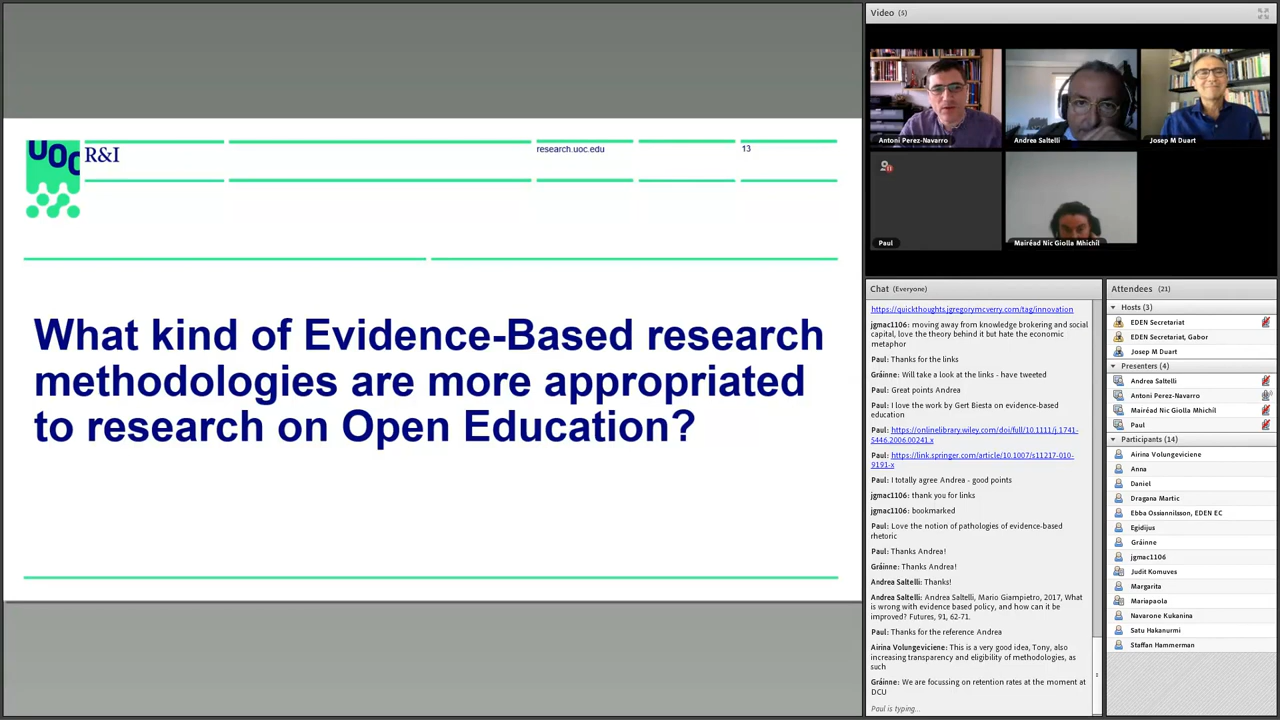 UOC
R&I
research.uoc.edu
13
What kind of Evidence-Based research
methodologies are more appropriated
to research on Open Education?
Video (5)
Antoni Perez-Navarro
Andrea Saltelli
Josep M Duart
Paul
Mairéad Nic Giolla Mhichíl
Chat (Everyone)
https://quickthoughts.jgregorymcverry.com/tag/innovation
jgmac1106: moving away from knowledge brokering and social
capital, love the theory behind it but hate the economic
metaphor
Paul: Thanks for the links
Gráinne: Will take a look at the links - have tweeted
Paul: Great points Andrea
Paul: I love the work by Gert Biesta on evidence-based
education
Paul: https://onlinelibrary.wiley.com/doi/full/10.1111/j.1741-
5446.2006.00241.x
Paul: https://link.springer.com/article/10.1007/s11217-010-
9191-x
Paul: I totally agree Andrea - good points
jgmac1106: thank you for links
jgmac1106: bookmarked
Paul: Love the notion of pathologies of evidence-based
rhetoric
Paul: Thanks Andrea!
Gráinne: Thanks Andrea!
Andrea Saltelli: Thanks!
Andrea Saltelli: Andrea Saltelli, Mario Giampietro, 2017, What
is wrong with evidence based policy, and how can it be
improved? Futures, 91, 62-71.
Paul: Thanks for the reference Andrea
Airina Volungeviciene: This is a very good idea, Tony, also
increasing transparency and eligibility of methodologies, as
such
Gráinne: We are focussing on retention rates at the moment at
DCU
Paul is typing...
Attendees (21)
Hosts (3)
EDEN Secretariat
EDEN Secretariat, Gabor
Josep M Duart
Presenters (4)
Andrea Saltelli
Antoni Perez-Navarro
Mairéad Nic Giolla Mhichíl
Paul
Participants (14)
Airina Volungeviciene
Anna
Daniel
Dragana Martic
Ebba Ossiannilsson, EDEN EC
Egidijus
Gráinne
jgmac1106
Judit Komuves
Margarita
Mariapaola
Navarone Kukanina
Satu Hakanurmi
Staffan Hammerman